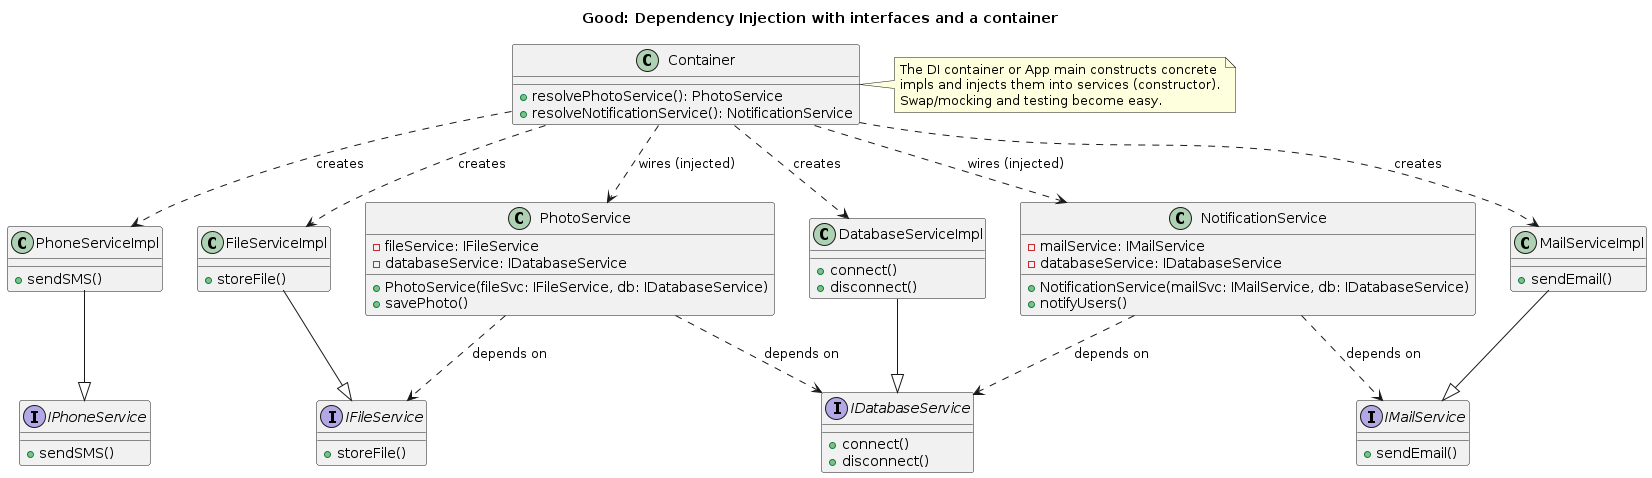 Good: Dependency Injection with interfaces and a container
C Container
resolvePhotoService(): PhotoService
resolveNotificationService(): NotificationService
The DI container or App main constructs concrete
impls and injects them into services (constructor).
Swap/mocking and testing become easy.
creates
creates
wires (injected)
creates
wires (injected)
creates
C PhoneServiceImpl
sendSMS()
C FileServiceImpl
storeFile()
C PhotoService
fileService: IFileService
databaseService: IDatabaseService
PhotoService(fileSvc: IFileService, db: IDatabaseService)
savePhoto()
C DatabaseServiceImpl
connect()
disconnect()
C NotificationService
mailService: IMailService
databaseService: IDatabaseService
NotificationService(mailSvc: IMailService, db: IDatabaseService)
notifyUsers()
C MailServiceImpl
sendEmail()
depends on
depends on
depends on
depends on
I IPhoneService
sendSMS()
I IFileService
storeFile()
I IDatabaseService
connect()
disconnect()
I IMailService
sendEmail()